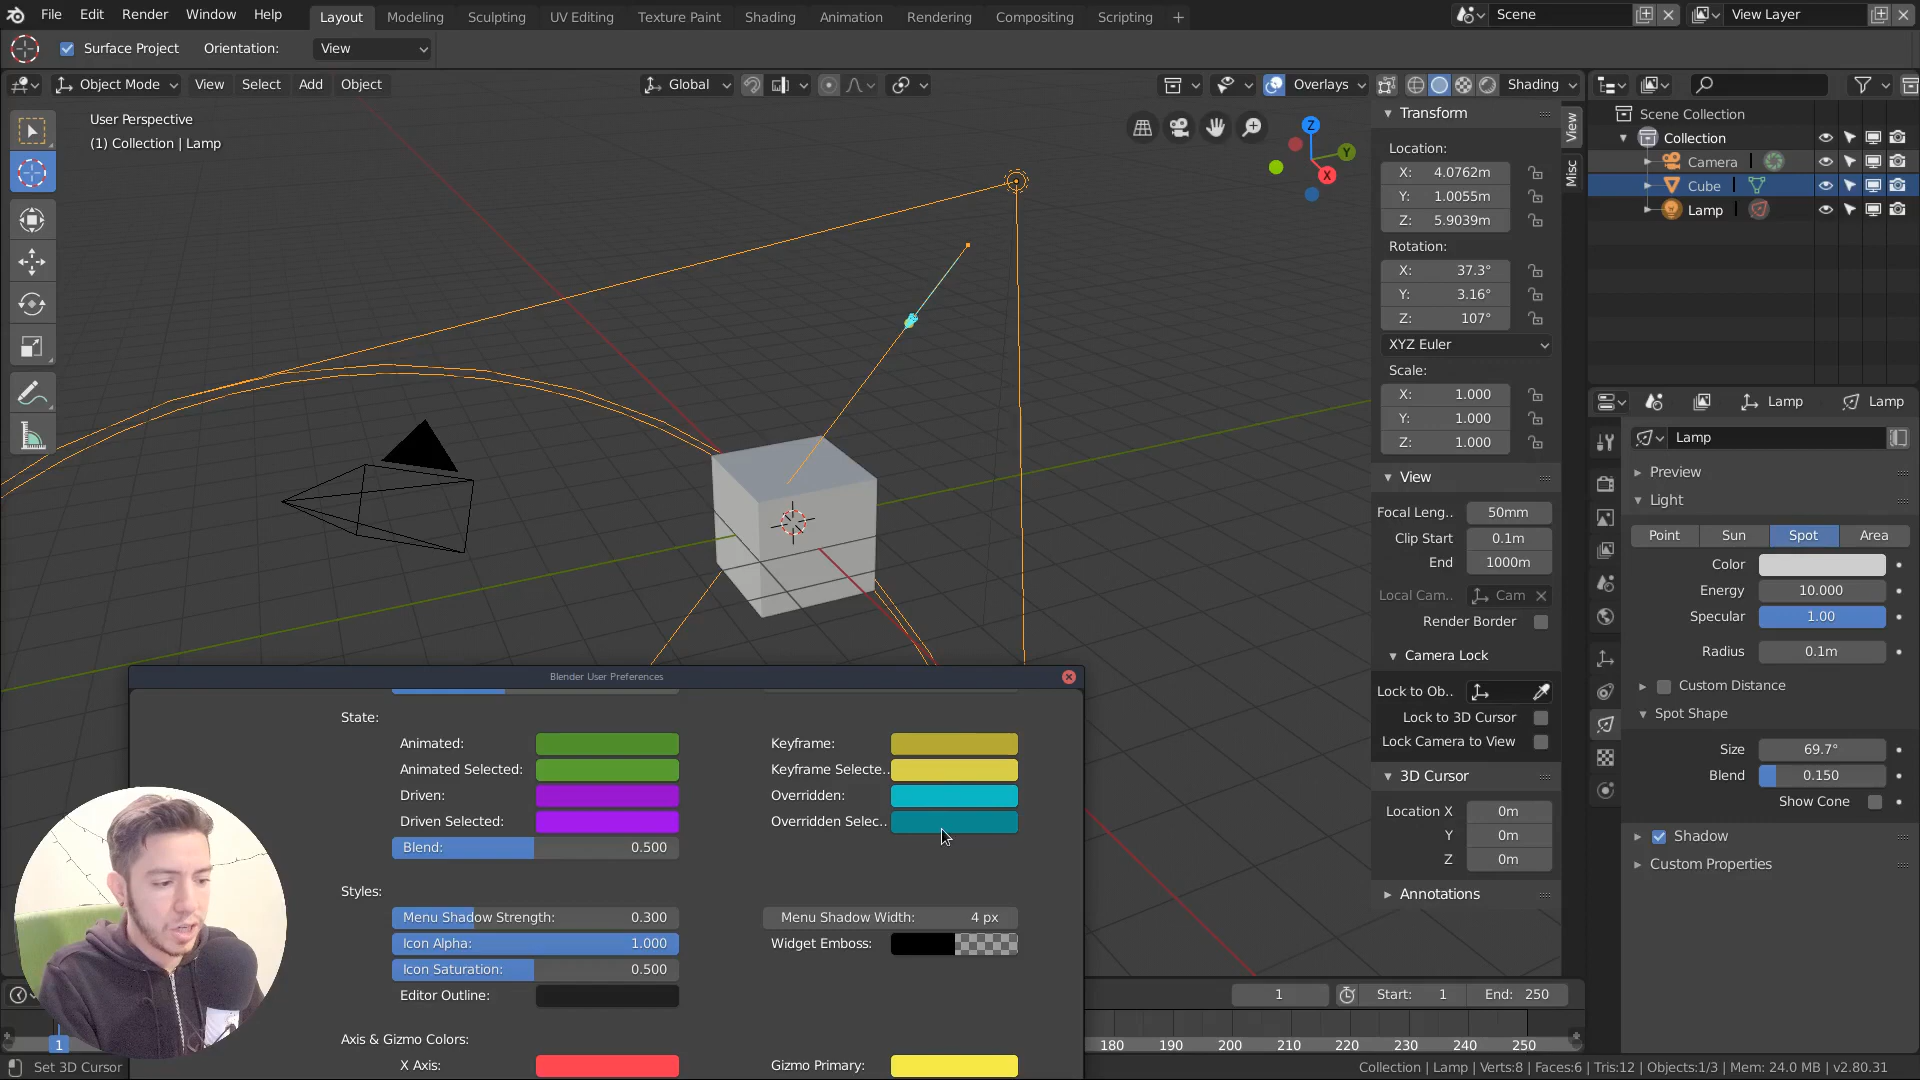 File Edit Render Window Help Layout Modeling Sculpting UV Editing Texture Paint Shading Animation Rendering Compositing Scripting + Scene View Layer
Surface Project Orientation: View
Object Mode View Select Add Object Global Overlays Shading
User Perspective
(1) Collection | Lamp
Z
Y
X
View
Misc
Transform
Location:
X: 4.0762m
Y: 1.0055m
Z: 5.9039m
Rotation:
X: 37.3°
Y: 3.16°
Z: 107°
XYZ Euler
Scale:
X: 1.000
Y: 1.000
Z: 1.000
View
Focal Leng.. 50mm
Clip Start 0.1m
End 1000m
Local Cam.. Cam
Render Border
Camera Lock
Lock to Ob..
Lock to 3D Cursor
Lock Camera to View
3D Cursor
Location X 0m
Y 0m
Z 0m
Annotations
Scene Collection
Collection
Camera
Cube
Lamp
Lamp Lamp
Lamp
Preview
Light
Point Sun Spot Area
Color
Energy 10.000
Specular 1.00
Radius 0.1m
Custom Distance
Spot Shape
Size 69.7°
Blend 0.150
Show Cone
Shadow
Custom Properties
Blender User Preferences
State:
Animated: Keyframe:
Animated Selected: Keyframe Selecte..
Driven: Overridden:
Driven Selected: Overridden Selec..
Blend: 0.500
Styles:
Menu Shadow Strength: 0.300 Menu Shadow Width: 4 px
Icon Alpha: 1.000 Widget Emboss:
Icon Saturation: 0.500
Editor Outline:
Axis & Gizmo Colors:
X Axis: Gizmo Primary:
1 Start: 1 End: 250
1 180 190 200 210 220 230 240 250
Set 3D Cursor Collection | Lamp | Verts:8 | Faces:6 | Tris:12 | Objects:1/3 | Mem: 24.0 MB | v2.80.31